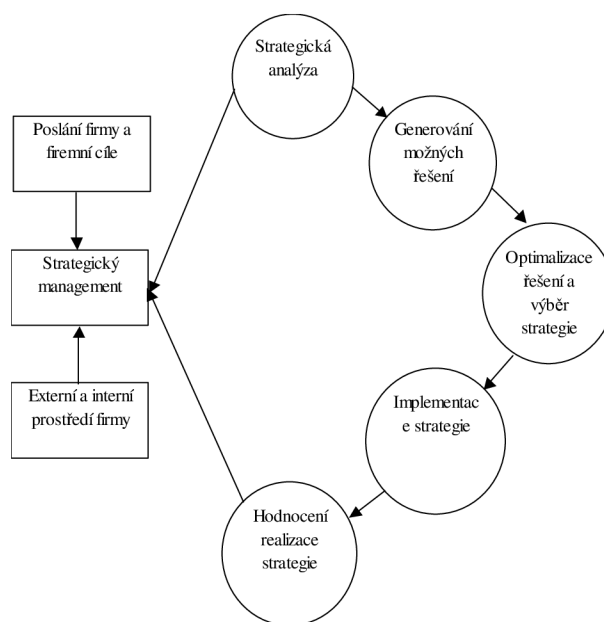 Strategická
analýza
Poslání firmy a
firemní cíle
Generování
možných
řešení
Strategický
management
Optimalizace
řešení a
výběr
strategie
Externí a interní
prostředí firmy
Implementac
e strategie
Hodnocení
realizace
strategie